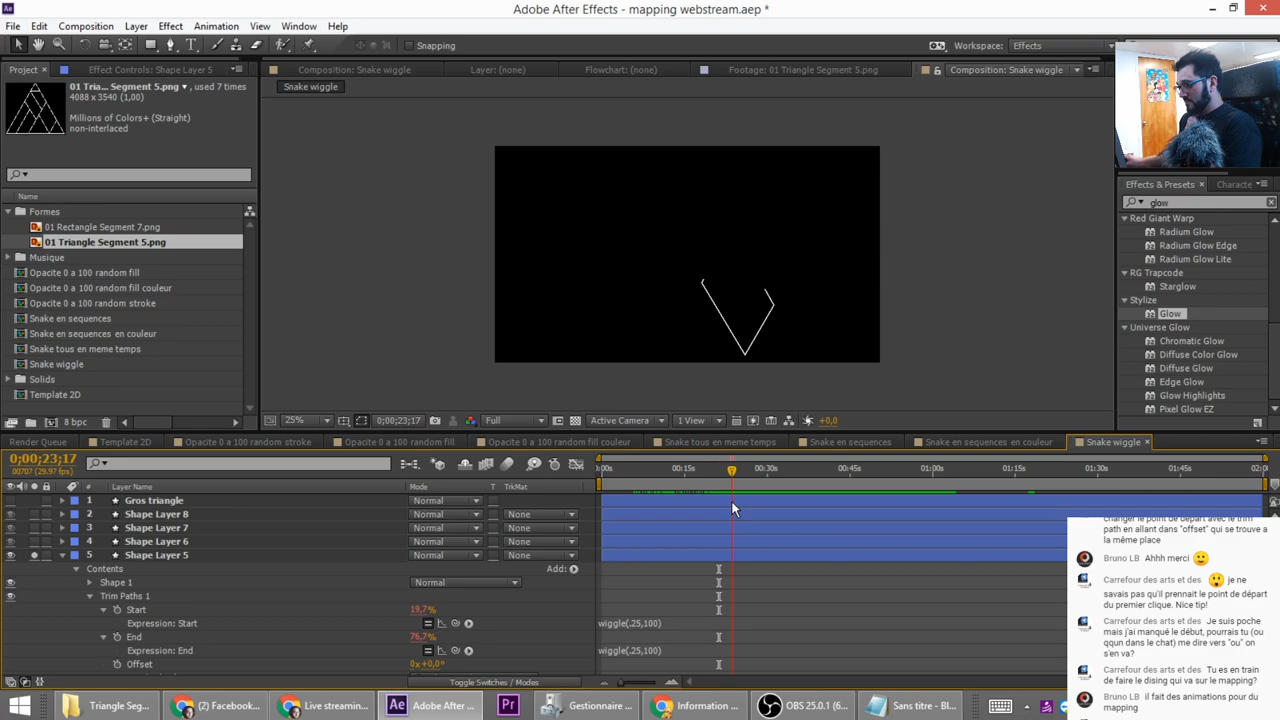 Adobe After Effects - mapping webstream.aep *
File Edit Composition Layer Effect Animation View Window Help
Snapping
Workspace: Effects
Project Effect Controls: Shape Layer 5
Composition: Snake wiggle Layer: (none) Flowchart: (none) Footage: 01 Triangle Segment 5.png Composition: Snake wiggle
01 Tria... Segment 5.png , used 7 times
4088 x 3540 (1,00)
Millions of Colors+ (Straight)
non-interlaced
Snake wiggle
Name
Formes
01 Rectangle Segment 7.png
01 Triangle Segment 5.png
Musique
Opacite 0 a 100 random fill
Opacite 0 a 100 random fill couleur
Opacite 0 a 100 random stroke
Snake en sequences
Snake en sequences en couleur
Snake tous en meme temps
Snake wiggle
Solids
Template 2D
8 bpc
25% 0;00;23;17 Full Active Camera 1 View +0,0
Effects & Presets Characte
glow
Red Giant Warp
Radium Glow
Radium Glow Edge
Radium Glow Lite
RG Trapcode
Starglow
Stylize
Glow
Universe Glow
Chromatic Glow
Diffuse Color Glow
Diffuse Glow
Edge Glow
Glow Highlights
Pixel Glow EZ
Render Queue Template 2D Opacite 0 a 100 random stroke Opacite 0 a 100 random fill Opacite 0 a 100 random fill couleur Snake tous en meme temps Snake en sequences Snake en sequences en couleur Snake wiggle
0;00;23;17
00707 (29.97 fps)
0:00s 00:15s 00:30s 00:45s 01:00s 01:15s 01:30s 01:45s 02:0
# Layer Name Mode T TrkMat
1 Gros triangle Normal
2 Shape Layer 8 Normal None
3 Shape Layer 7 Normal None
4 Shape Layer 6 Normal None
5 Shape Layer 5 Normal None
Contents Add:
Shape 1 Normal
Trim Paths 1
Start 19,7%
Expression: Start wiggle(.25,100)
End 76,7%
Expression: End wiggle(.25,100)
Offset 0x+0,0°
Toggle Switches / Modes
changer le point de départ avec le trim
path en allant dans "offset" qui se trouve a
la même place
Bruno LB Ahhh merci
Carrefour des arts et des je ne
savais pas qu'il prennait le point de départ
du premier clique. Nice tip!
Carrefour des arts et des Je suis poche
mais j'ai manqué le début, pourrais tu (ou
qqun dans le chat) me dire vers "ou" on
s'en va?
Carrefour des arts et des Tu es en train
de faire le dising qui va sur le mapping?
Bruno LB il fait des animations pour du
mapping
Triangle Seg... (2) Facebook... Live streamin... Adobe After ... Pr Gestionnaire ... Information ... OBS 25.0.1 (6... Sans titre - Bl...